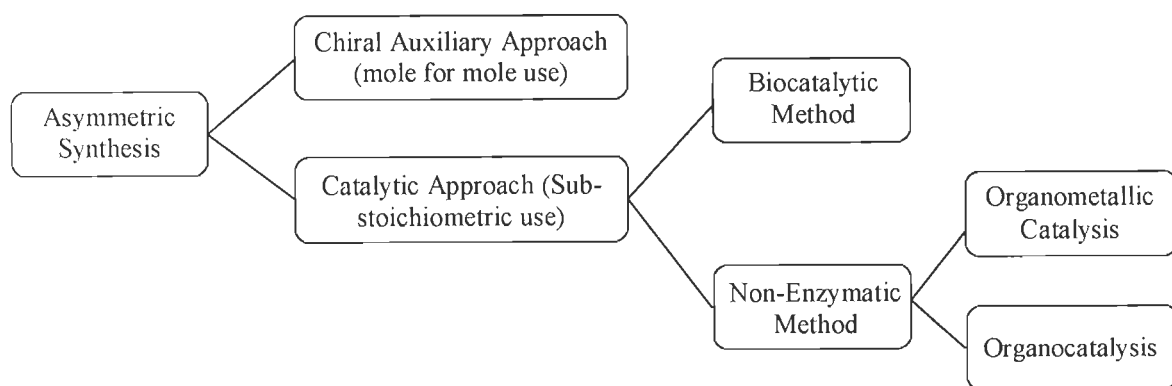 Asymmetric
Synthesis
Chiral Auxiliary Approach
(mole for mole use)
Catalytic Approach (Sub-
stoichiometric use)
Biocatalytic
Method
Non-Enzymatic
Method
Organometallic
Catalysis
Organocatalysis